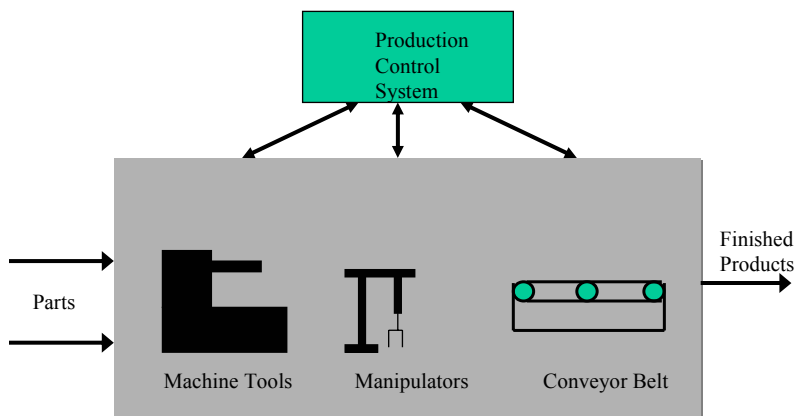 Production
Control
System
Finished
Products
Parts
Machine Tools
Manipulators
Conveyor Belt